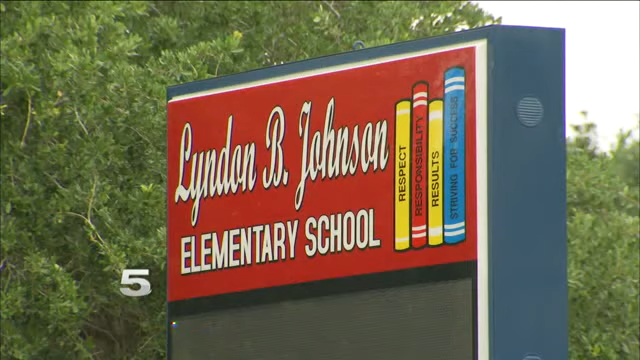 Lyndon B. Johnson
ELEMENTARY SCHOOL
RESPECT
RESPONSIBILITY
RESULTS
STRIVING FOR SUCCESS
5